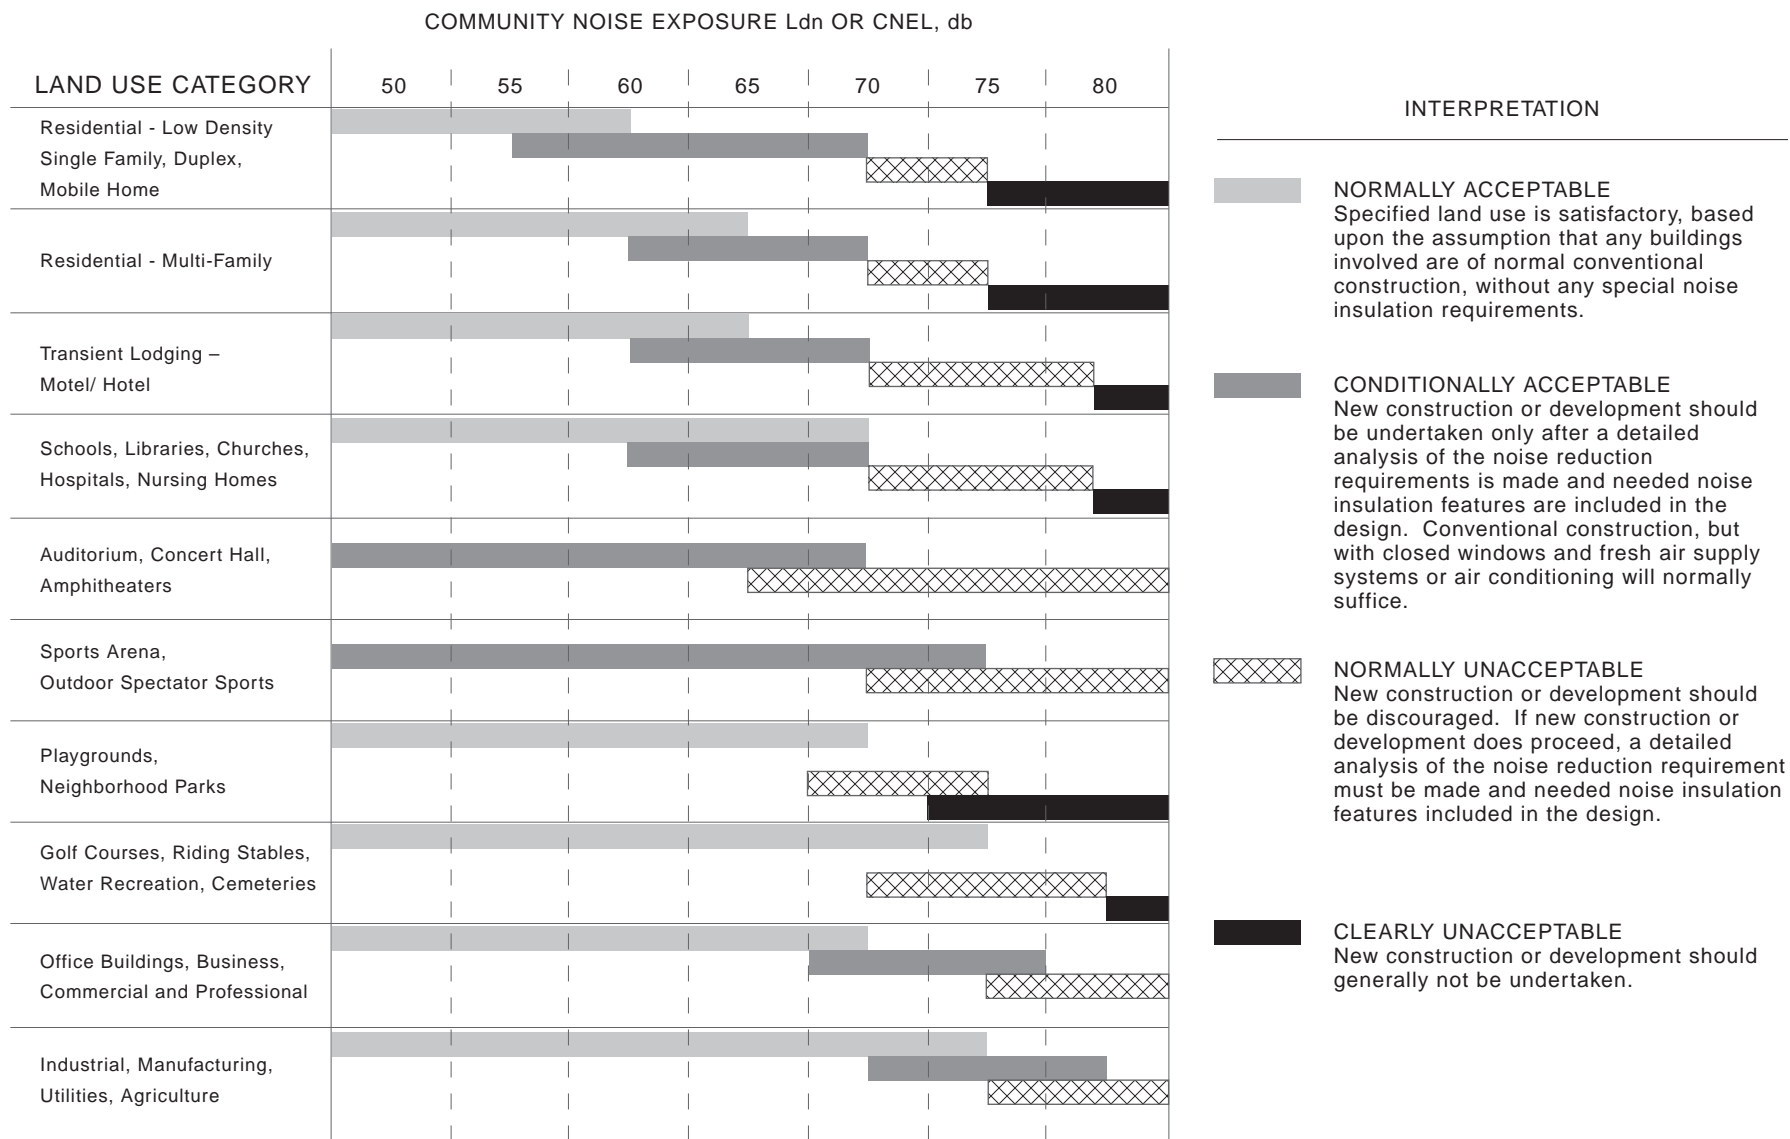 COMMUNITY NOISE EXPOSURE Ldn OR CNEL, db
LAND USE CATEGORY
50 55 60 65 70 75 80
Residential - Low Density
Single Family, Duplex,
Mobile Home
Residential - Multi-Family
Transient Lodging –
Motel/ Hotel
Schools, Libraries, Churches,
Hospitals, Nursing Homes
Auditorium, Concert Hall,
Amphitheaters
Sports Arena,
Outdoor Spectator Sports
Playgrounds,
Neighborhood Parks
Golf Courses, Riding Stables,
Water Recreation, Cemeteries
Office Buildings, Business,
Commercial and Professional
Industrial, Manufacturing,
Utilities, Agriculture
INTERPRETATION
NORMALLY ACCEPTABLE
Specified land use is satisfactory, based
upon the assumption that any buildings
involved are of normal conventional
construction, without any special noise
insulation requirements.
CONDITIONALLY ACCEPTABLE
New construction or development should
be undertaken only after a detailed
analysis of the noise reduction
requirements is made and needed noise
insulation features are included in the
design.  Conventional construction, but
with closed windows and fresh air supply
systems or air conditioning will normally
suffice.
NORMALLY UNACCEPTABLE
New construction or development should
be discouraged.  If new construction or
development does proceed, a detailed
analysis of the noise reduction requirement
must be made and needed noise insulation
features included in the design.
CLEARLY UNACCEPTABLE
New construction or development should
generally not be undertaken.